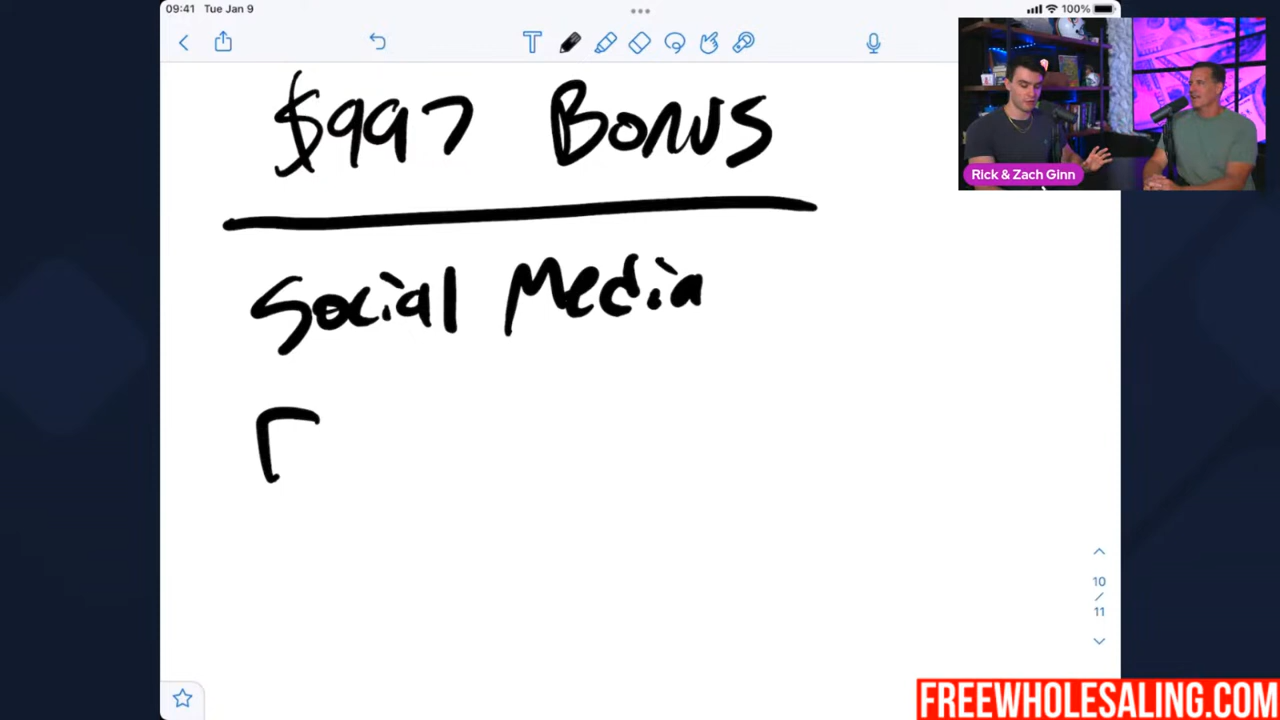 09:41 Tue Jan 9
100%
$997 Bonus
Social Media
Rick & Zach Ginn
10
/
11
FREEWHOLESALING.COM